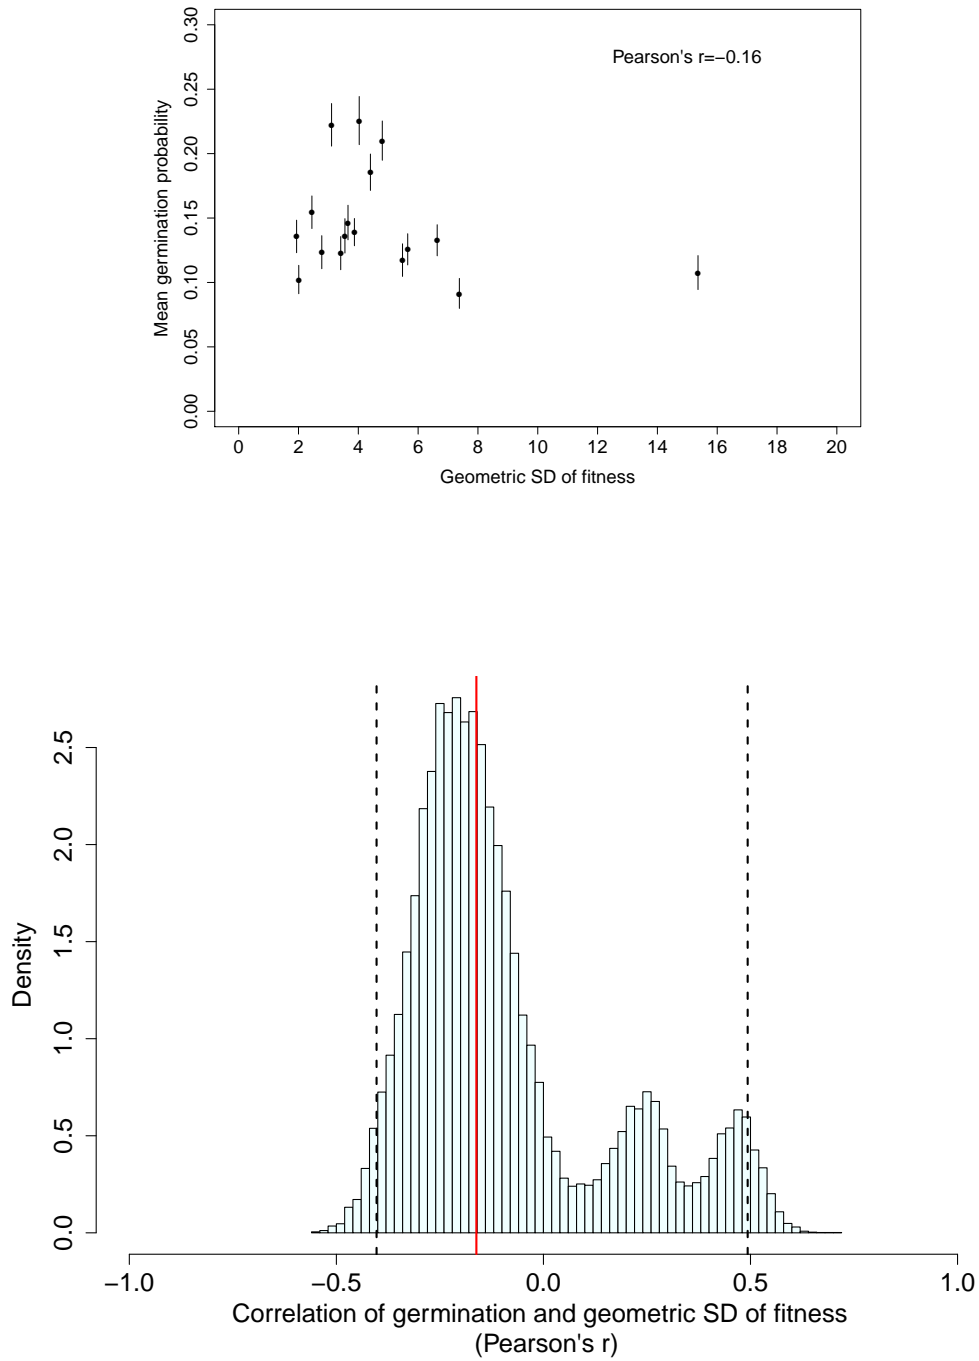 Pearson's r=−0.16
0.30
0.25
0.20
0.15
0.10
0.05
0.00
Mean germination probability
0 2 4 6 8 10 12 14 16 18 20
Geometric SD of fitness
2.5
2.0
1.5
1.0
0.5
0.0
Density
−1.0 −0.5 0.0 0.5 1.0
Correlation of germination and geometric SD of fitness
(Pearson's r)